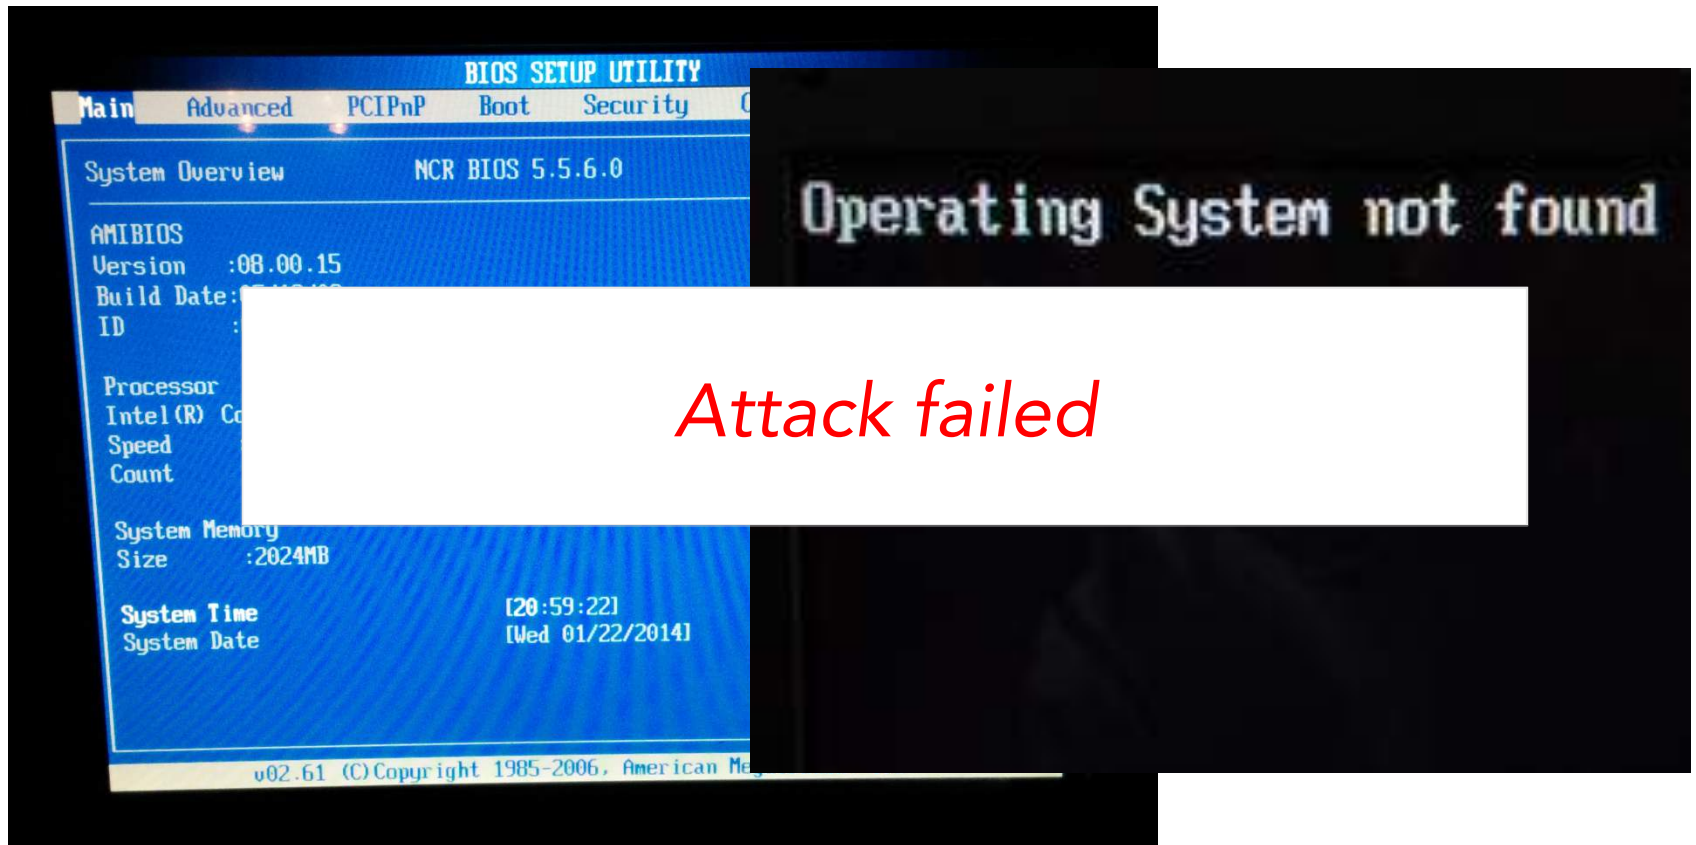 BIOS SETUP UTILITY
Main Advanced PCIPnP Boot Security
System Overview NCR BIOS 5.5.6.0
AMIBIOS
Version :08.00.15
Build Date:
ID :
Processor
Intel(R)
Speed
Count
System Memory
Size :2024MB
System Time [20:59:22]
System Date [Wed 01/22/2014]
v02.61 (C)Copyright 1985-2006, American
Operating System not found
Attack failed